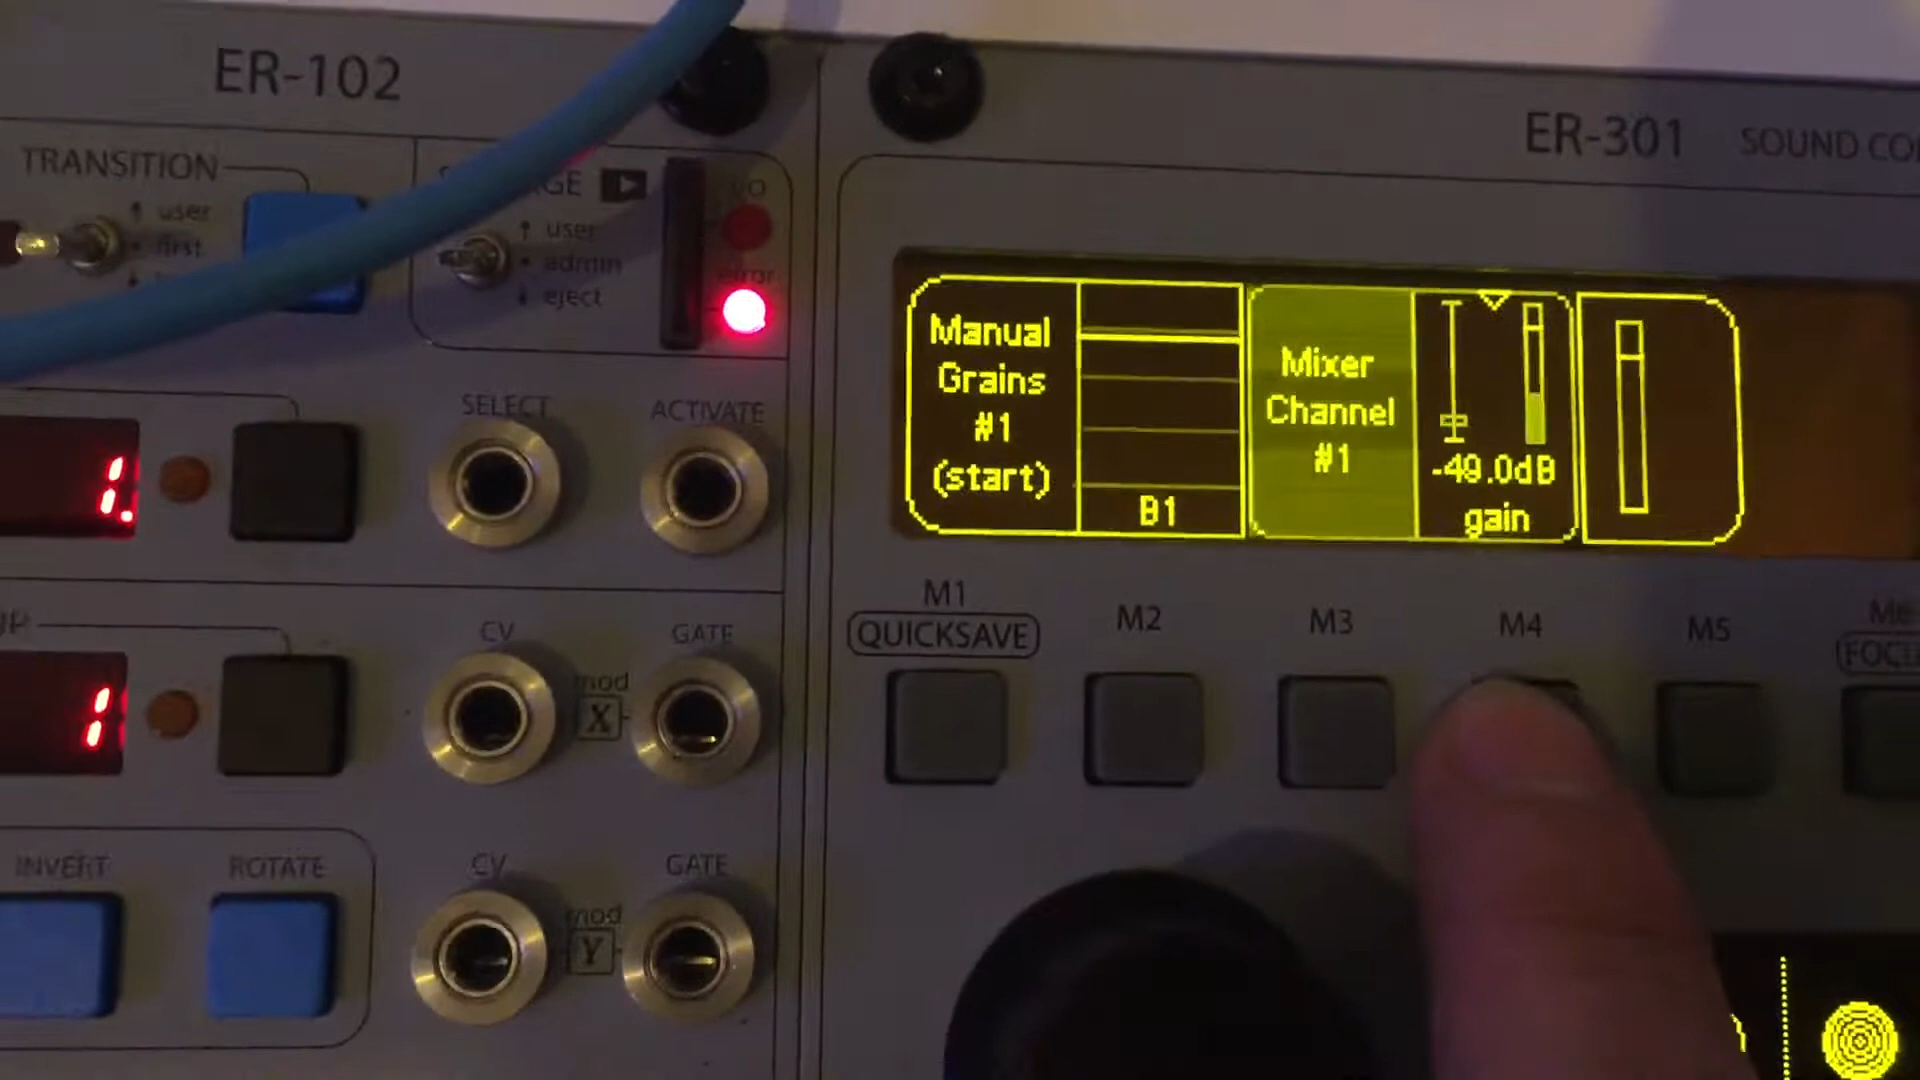 ER-102
ER-301 SOUND CO
TRANSITION
↑ user
• first
↑ user
• admin
↓ eject
I/O
error
SELECT
ACTIVATE
1.
Manual
Grains
#1
(start)
B1
Mixer
Channel
#1
-49.0dB
gain
M1
QUICKSAVE
M2
M3
M4
M5
M6
CV
GATE
mod
X
1
INVERT
ROTATE
CV
GATE
mod
Y